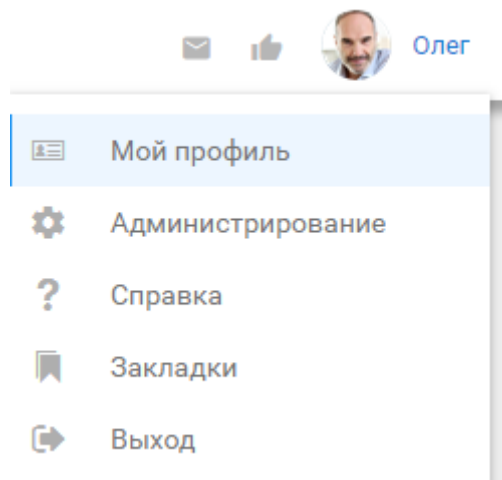 Олег
Мой профиль
Администрирование
Справка
Закладки
Выход